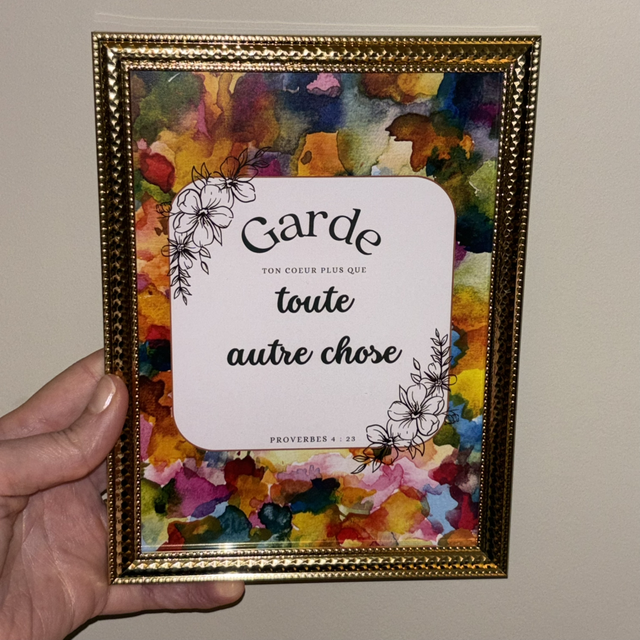 Garde
TON COEUR PLUS QUE
toute
autre chose
PROVERBES 4 : 23